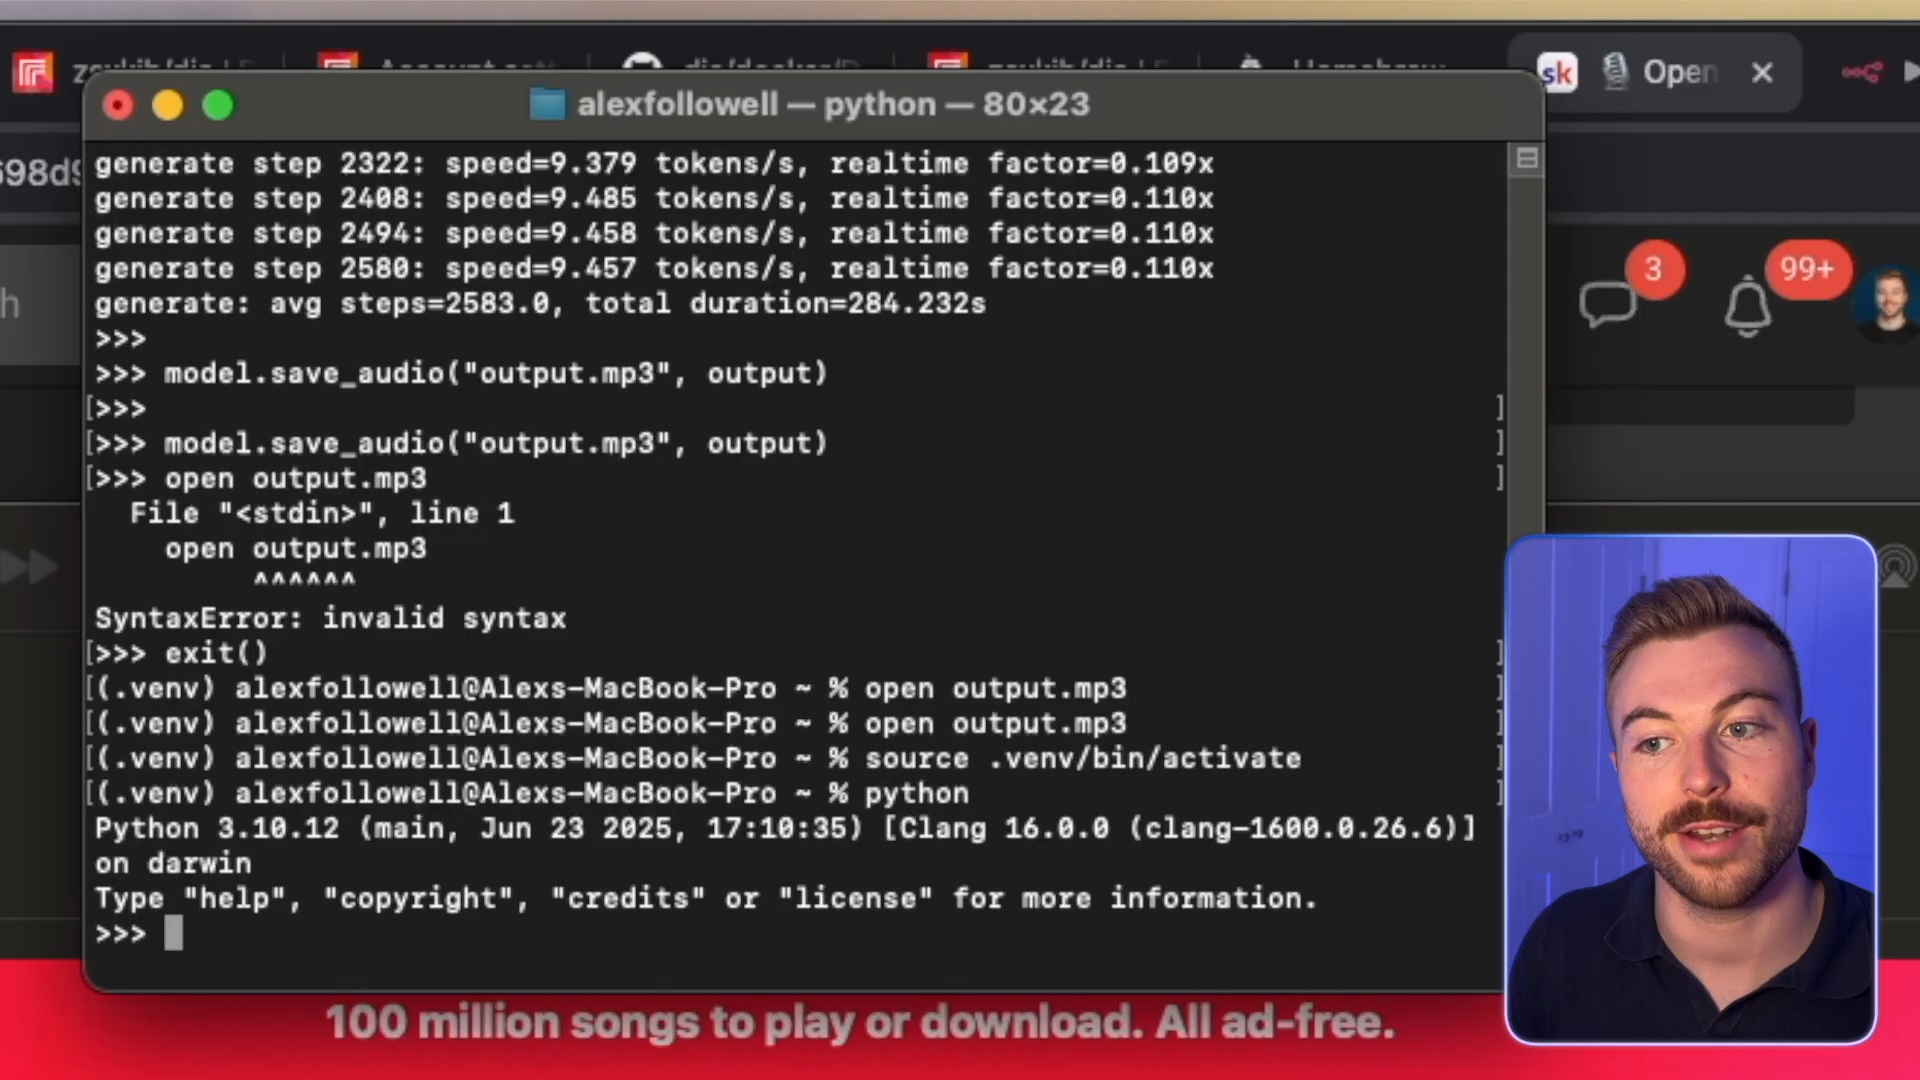 sk Open
698d9
alexfollowell — python — 80×23
generate step 2322: speed=9.379 tokens/s, realtime factor=0.109x
generate step 2408: speed=9.485 tokens/s, realtime factor=0.110x
generate step 2494: speed=9.458 tokens/s, realtime factor=0.110x
generate step 2580: speed=9.457 tokens/s, realtime factor=0.110x
generate: avg steps=2583.0, total duration=284.232s
>>>
>>> model.save_audio("output.mp3", output)
[>>> ]
[>>> model.save_audio("output.mp3", output) ]
[>>> open output.mp3 ]
File "<stdin>", line 1
open output.mp3
^^^^^^
SyntaxError: invalid syntax
[>>> exit() ]
[(.venv) alexfollowell@Alexs-MacBook-Pro ~ % open output.mp3 ]
[(.venv) alexfollowell@Alexs-MacBook-Pro ~ % open output.mp3 ]
[(.venv) alexfollowell@Alexs-MacBook-Pro ~ % source .venv/bin/activate ]
[(.venv) alexfollowell@Alexs-MacBook-Pro ~ % python ]
Python 3.10.12 (main, Jun 23 2025, 17:10:35) [Clang 16.0.0 (clang-1600.0.26.6)]
on darwin
Type "help", "copyright", "credits" or "license" for more information.
>>>
3
99+
h
100 million songs to play or download. All ad-free.